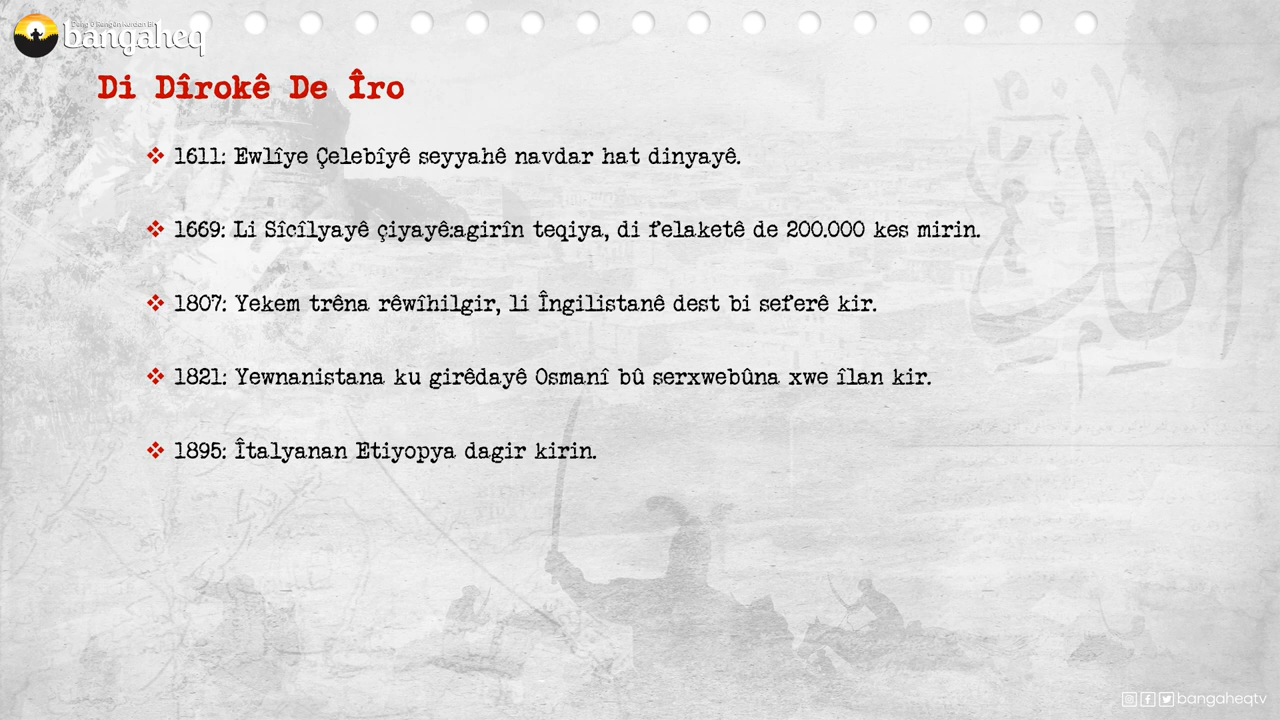 bangaheq
Di Dîrokê De Îro
1611: Ewlîye Çelebîyê seyyahê navdar hat dinyayê.
1669: Li Sîcîlyayê çiyayê:agirîn teqiya, di felaketê de 200.000 kes mirin.
1807: Yekem trêna rêwîhilgir, li Îngilistanê dest bi seferê kir.
1821: Yewnanistana ku girêdayê Osmanî bû serxwebûna xwe îlan kir.
1895: Îtalyanan Etiyopya dagir kirin.
bangaheqtv